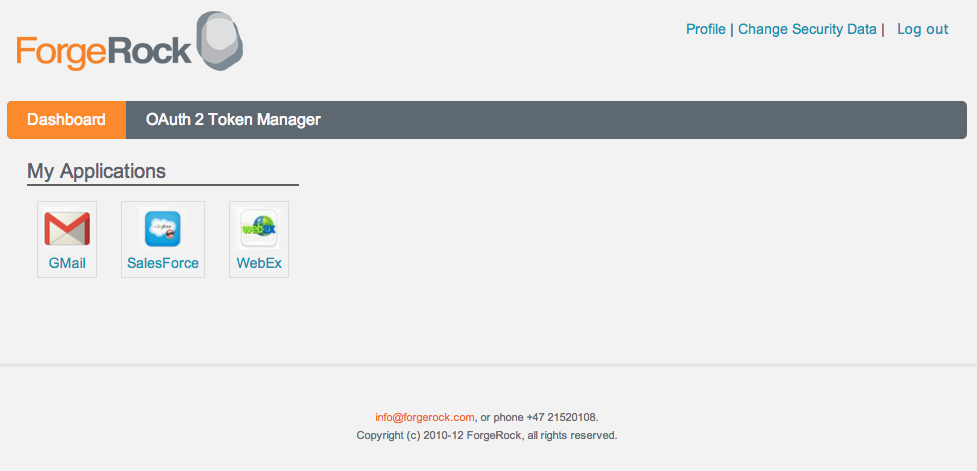 ForgeRock
Profile | Change Security Data | Log out
Dashboard OAuth 2 Token Manager
My Applications
webex
GMail SalesForce WebEx
info@forgerock.com, or phone +47 21520108.
Copyright (c) 2010-12 ForgeRock, all rights reserved.